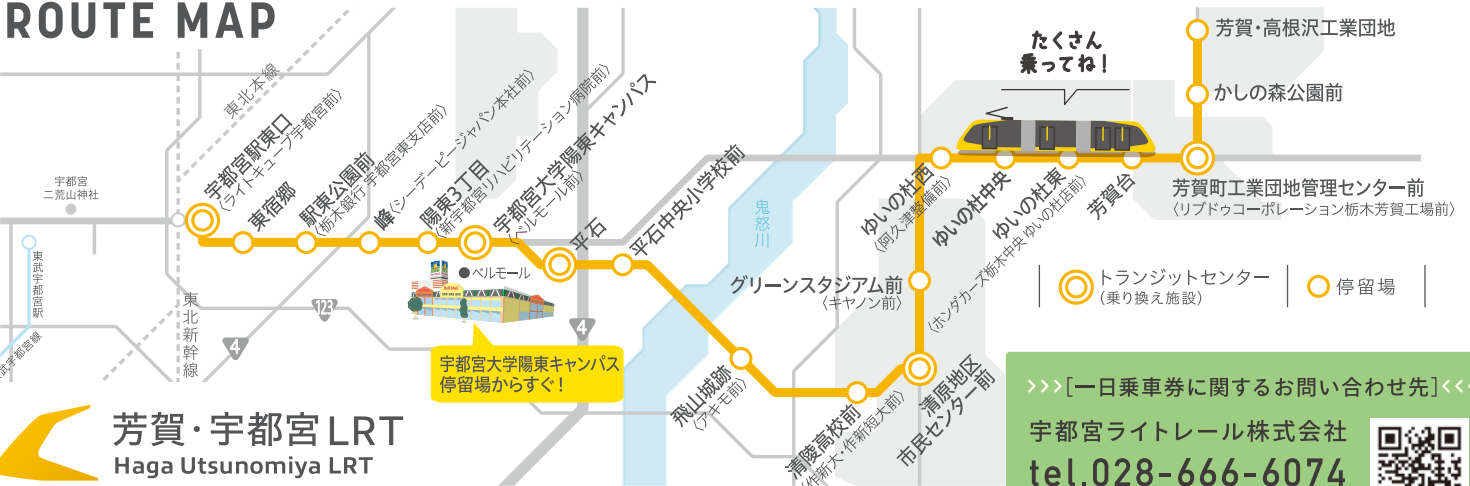 ROUTE MAP
東北本線
宇都宮
二荒山神社
東武宇都宮駅
東北新幹線
宇都宮駅東口
〈ライトキューブ宇都宮前〉
東宿郷
駅東公園前
〈栃木銀行 宇都宮東支店前〉
峰〈シーデーピージャパン本社前〉
陽東3丁目
〈新宇都宮リハビリテーション病院前〉
宇都宮大学陽東キャンパス
〈ベルモール前〉
平石
平石中央小学校前
飛山城跡
〈アキモ前〉
清陵高校前
〈作新大・作新短大前〉
清原地区
市民センター前
グリーンスタジアム前
〈キヤノン前〉
ゆいの杜西
〈阿久津整備前〉
ゆいの杜中央
ゆいの杜東
〈ホンダカーズ栃木中央 ゆいの杜店前〉
芳賀台
芳賀町工業団地管理センター前
〈リブドゥコーポレーション栃木芳賀工場前〉
かしの森公園前
芳賀・高根沢工業団地
たくさん
乗ってね!
鬼怒川
ベルモール
123
4
4
宇都宮大学陽東キャンパス
停留場からすぐ!
トランジットセンター
(乗り換え施設)
停留場
芳賀・宇都宮LRT
Haga Utsunomiya LRT
[一日乗車券に関するお問い合わせ先]
宇都宮ライトレール株式会社
tel.028-666-6074